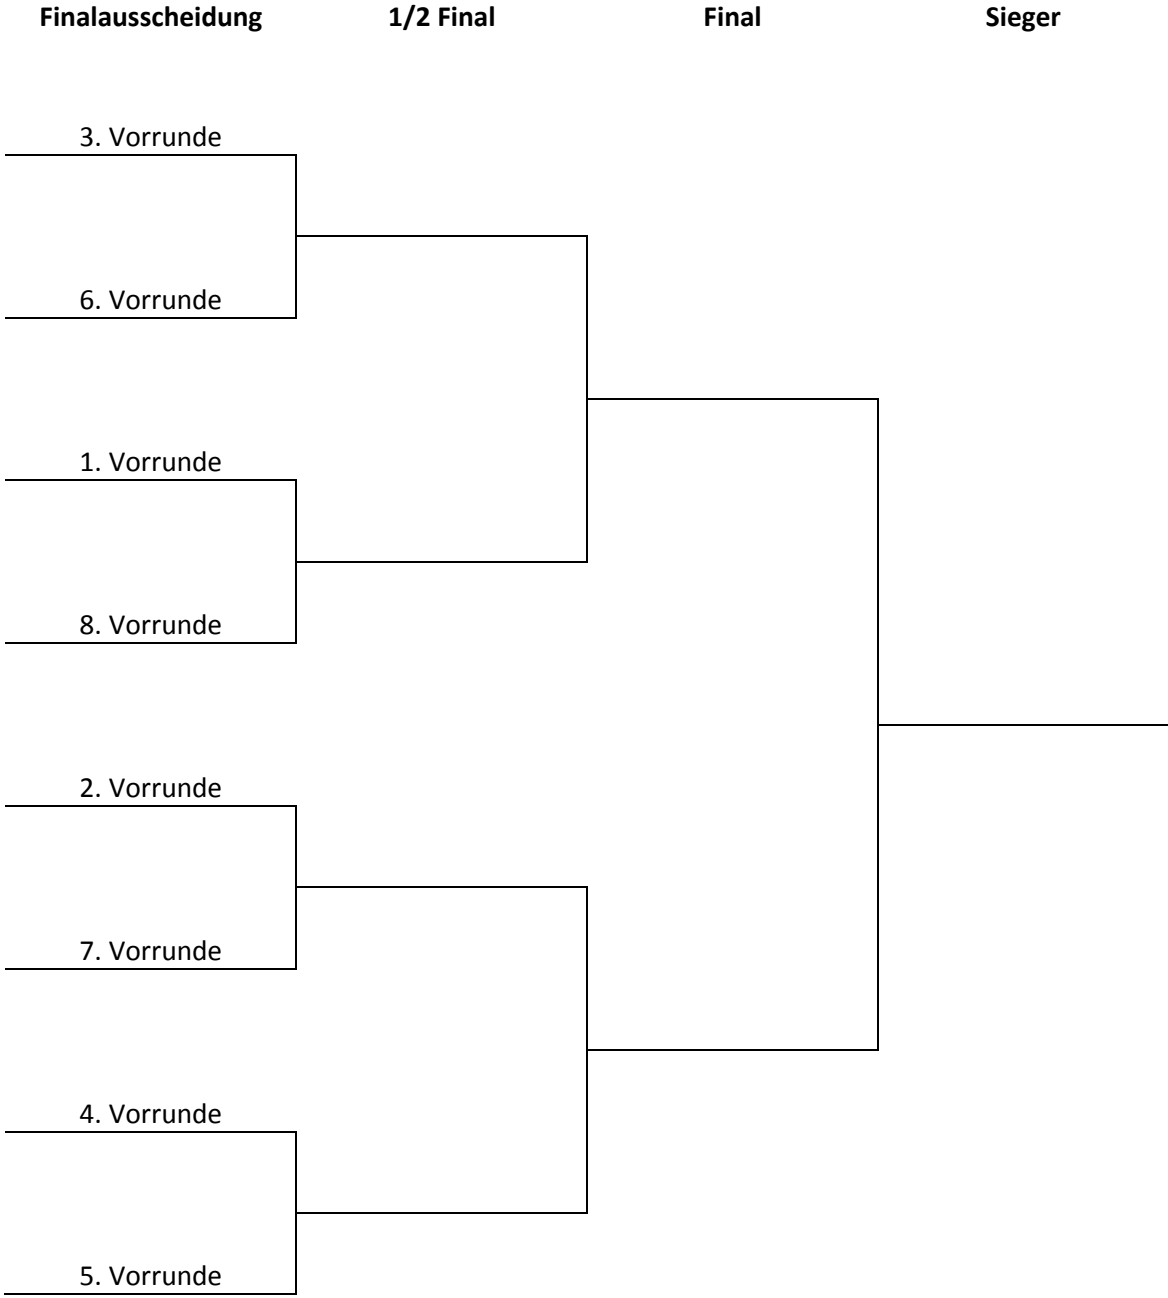 Finalausscheidung 1/2 Final Final Sieger
3. Vorrunde
6. Vorrunde
1. Vorrunde
8. Vorrunde
2. Vorrunde
7. Vorrunde
4. Vorrunde
5. Vorrunde